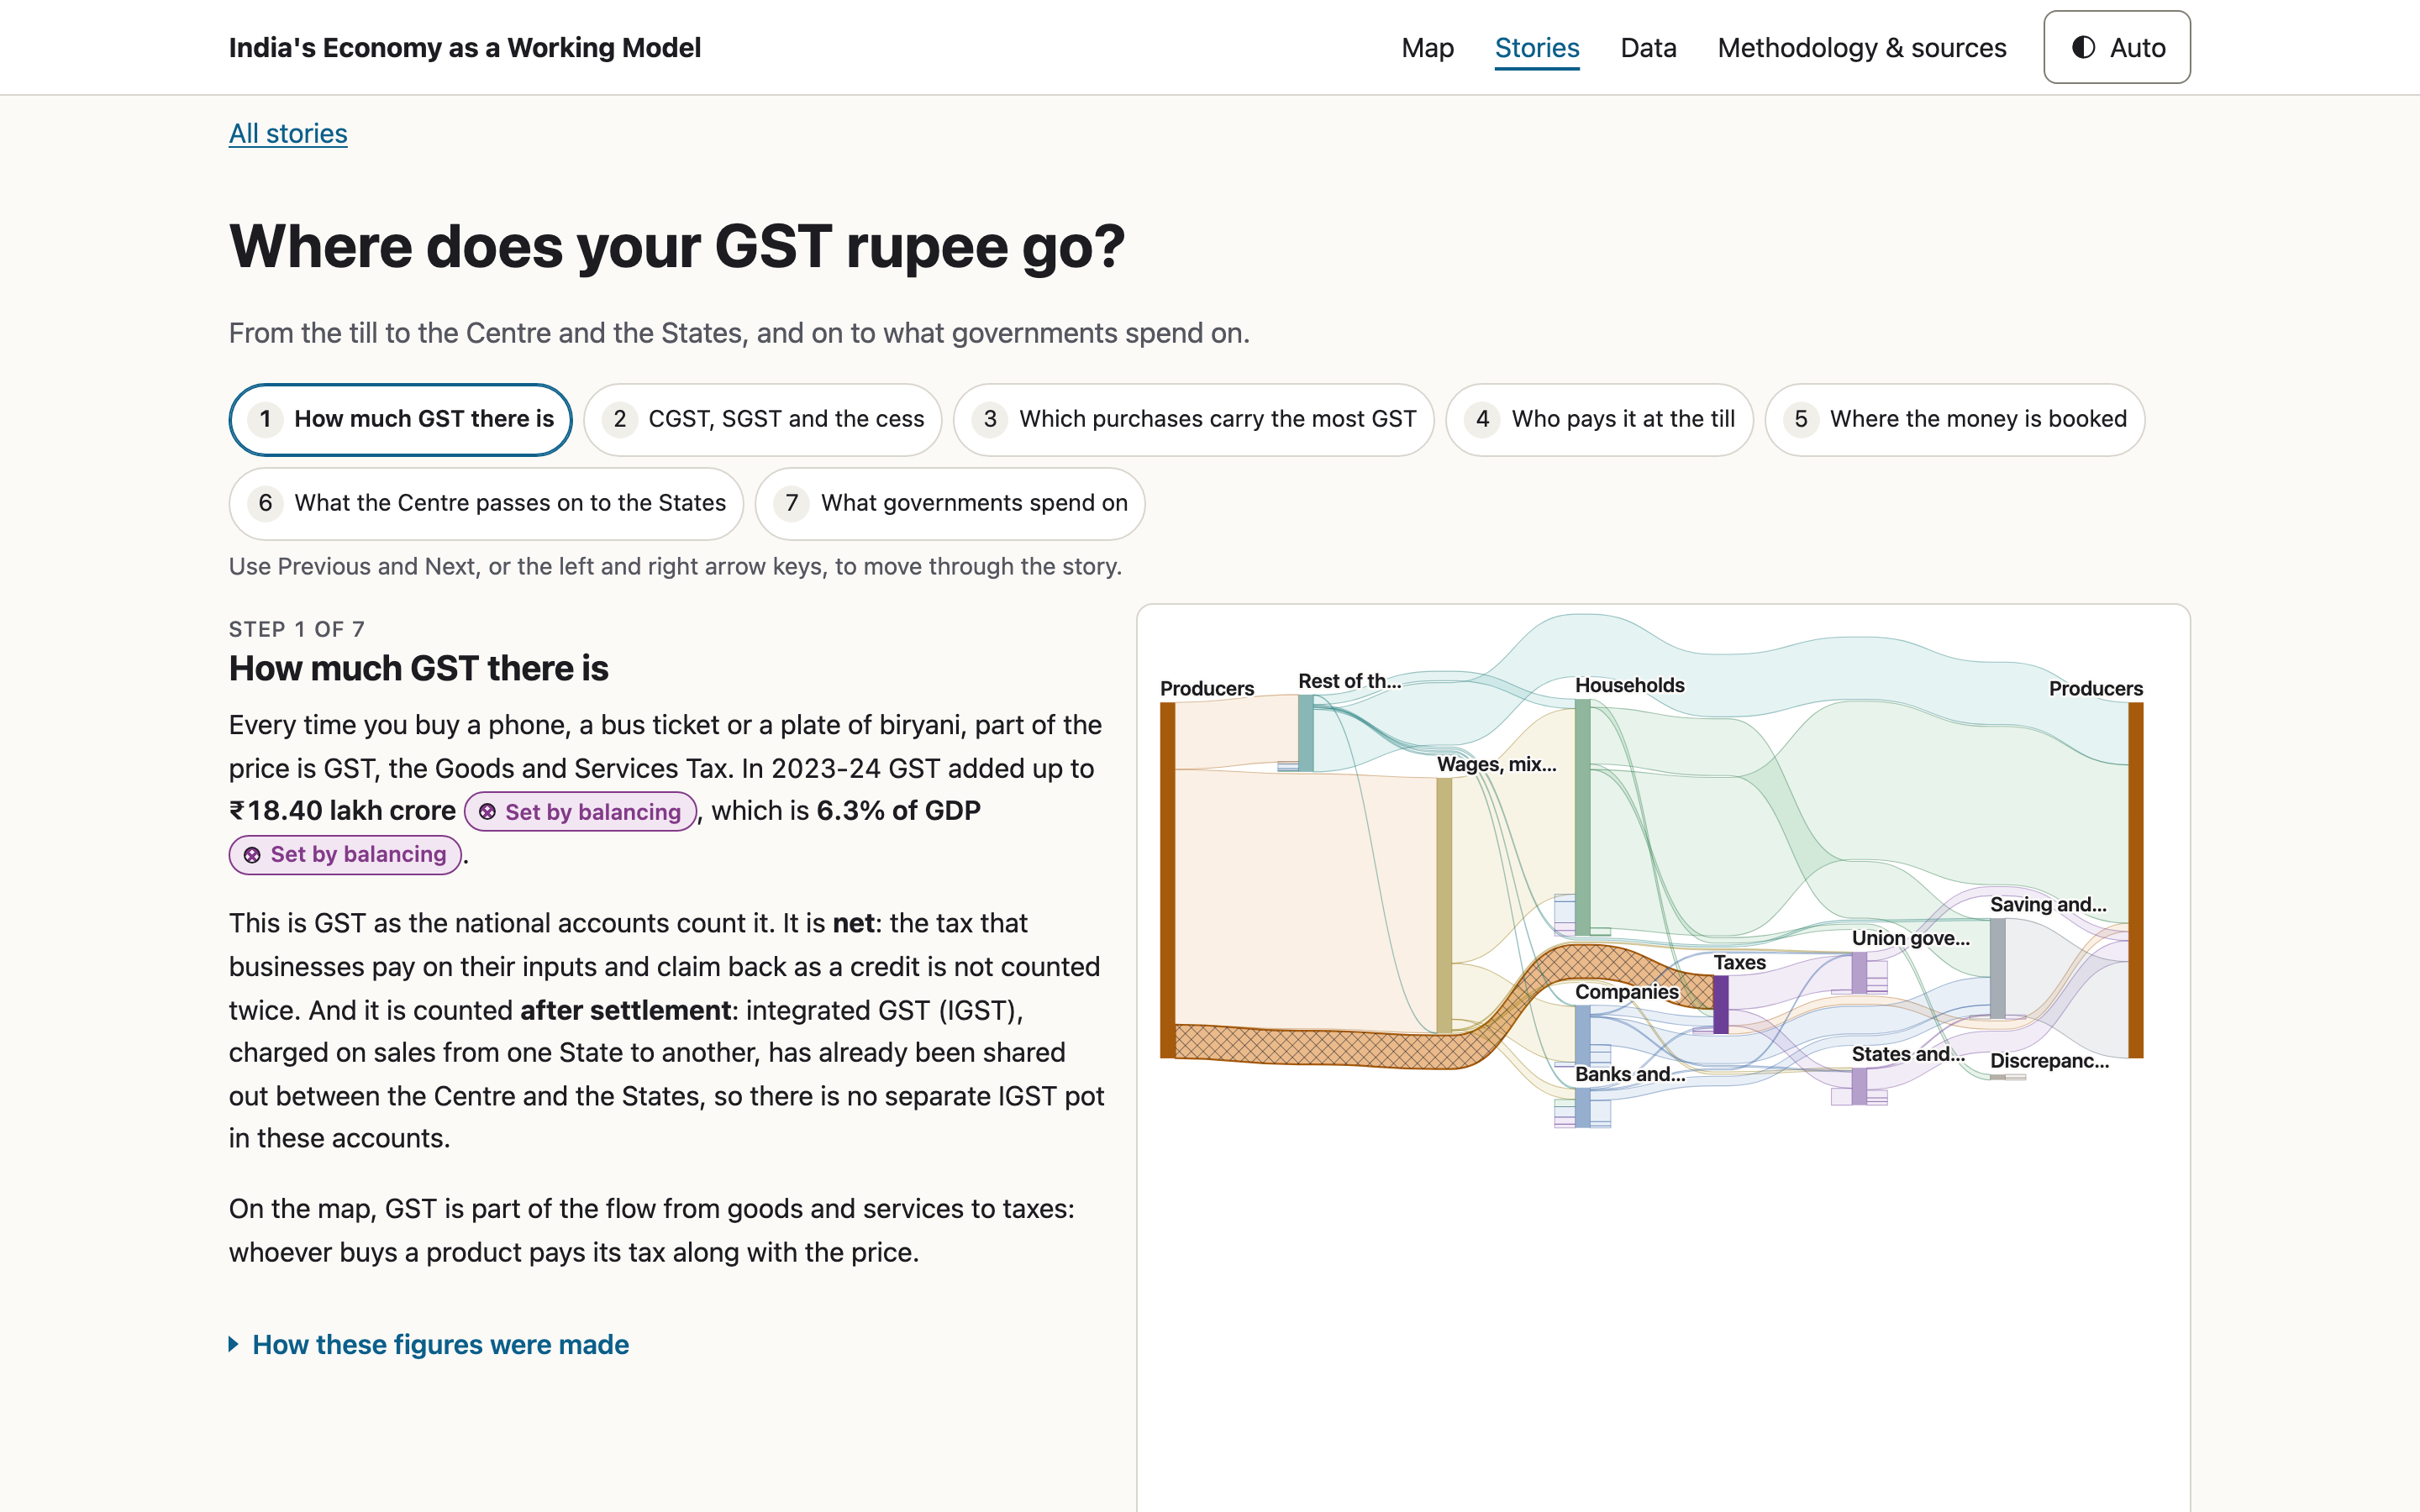 India's Economy as a Working Model
Map
Stories
Data
Methodology & sources
Auto
All stories
Where does your GST rupee go?
From the till to the Centre and the States, and on to what governments spend on.
1 How much GST there is
2 CGST, SGST and the cess
3 Which purchases carry the most GST
4 Who pays it at the till
5 Where the money is booked
6 What the Centre passes on to the States
7 What governments spend on
Use Previous and Next, or the left and right arrow keys, to move through the story.
STEP 1 OF 7
How much GST there is
Every time you buy a phone, a bus ticket or a plate of biryani, part of the
price is GST, the Goods and Services Tax. In 2023-24 GST added up to
₹18.40 lakh crore Set by balancing, which is 6.3% of GDP
Set by balancing.
This is GST as the national accounts count it. It is net: the tax that
businesses pay on their inputs and claim back as a credit is not counted
twice. And it is counted after settlement: integrated GST (IGST),
charged on sales from one State to another, has already been shared
out between the Centre and the States, so there is no separate IGST pot
in these accounts.
On the map, GST is part of the flow from goods and services to taxes:
whoever buys a product pays its tax along with the price.
How these figures were made
Producers
Rest of th...
Wages, mix...
Households
Companies
Banks and...
Taxes
Union gove...
States and...
Saving and...
Discrepanc...
Producers